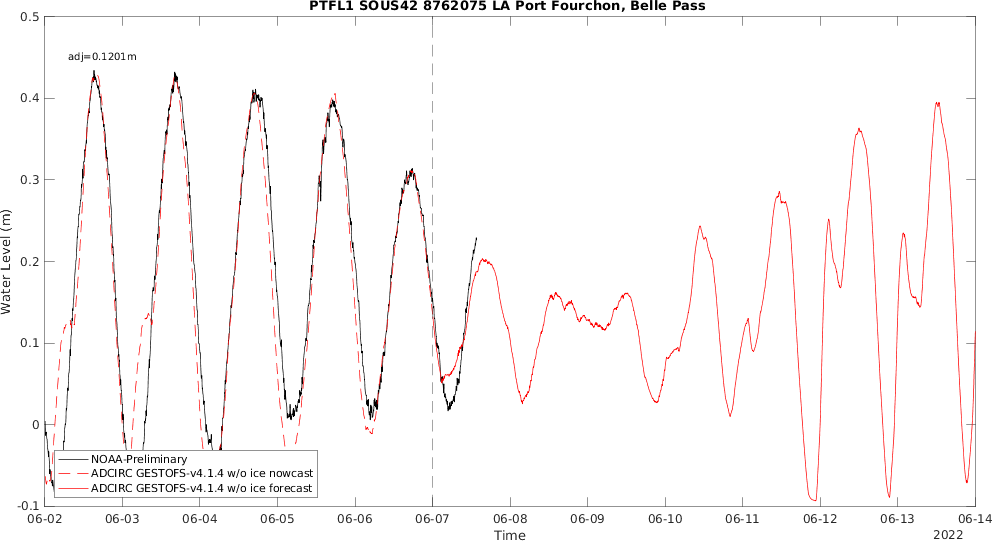 PTFL1 SOUS42 8762075 LA Port Fourchon, Belle Pass
0.5
0.4
0.3
0.2
0.1
0
-0.1
Water Level (m)
adj=0.1201m
NOAA-Preliminary
ADCIRC GESTOFS-v4.1.4 w/o ice nowcast
ADCIRC GESTOFS-v4.1.4 w/o ice forecast
06-02 06-03 06-04 06-05 06-06 06-07 06-08 06-09 06-10 06-11 06-12 06-13 06-14
Time
2022